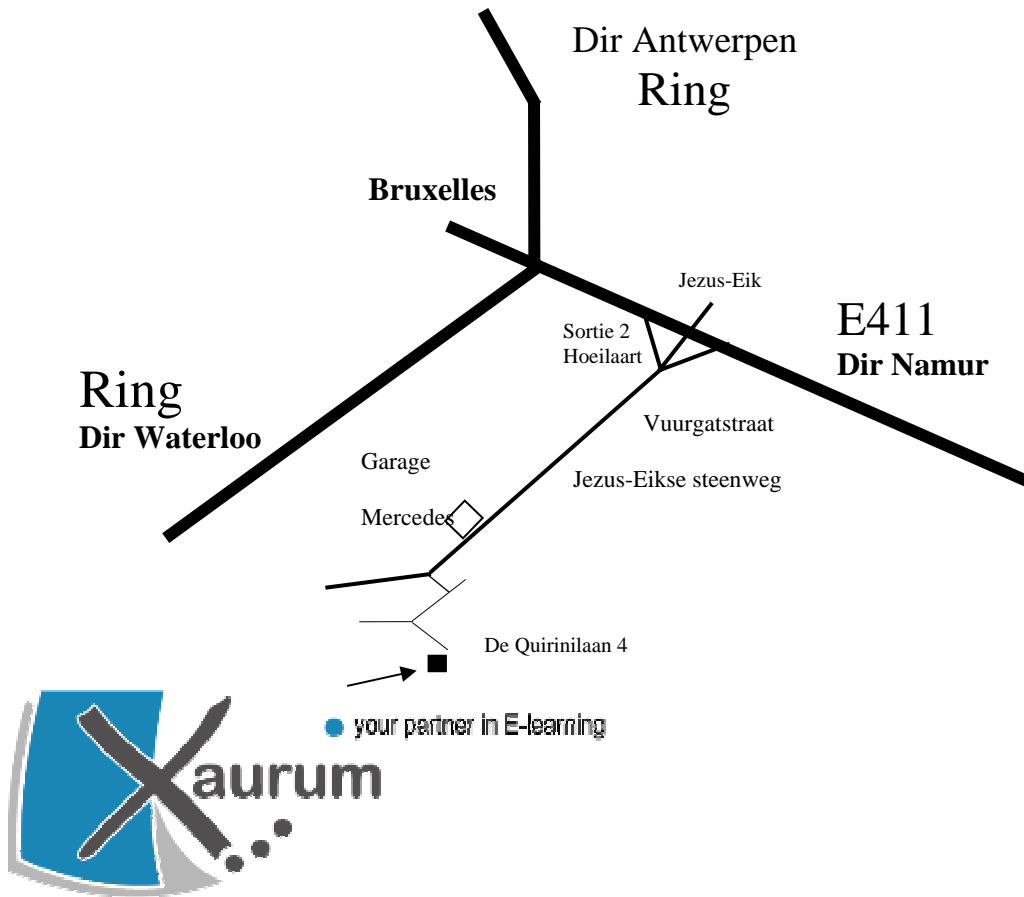 Dir Antwerpen
Ring
Bruxelles
Jezus-Eik
Sortie 2
Hoeilaart
E411
Dir Namur
Ring
Dir Waterloo
Vuurgatstraat
Garage
Jezus-Eikse steenweg
Mercedes
De Quirinilaan 4
your partner in E-learning
Xaurum